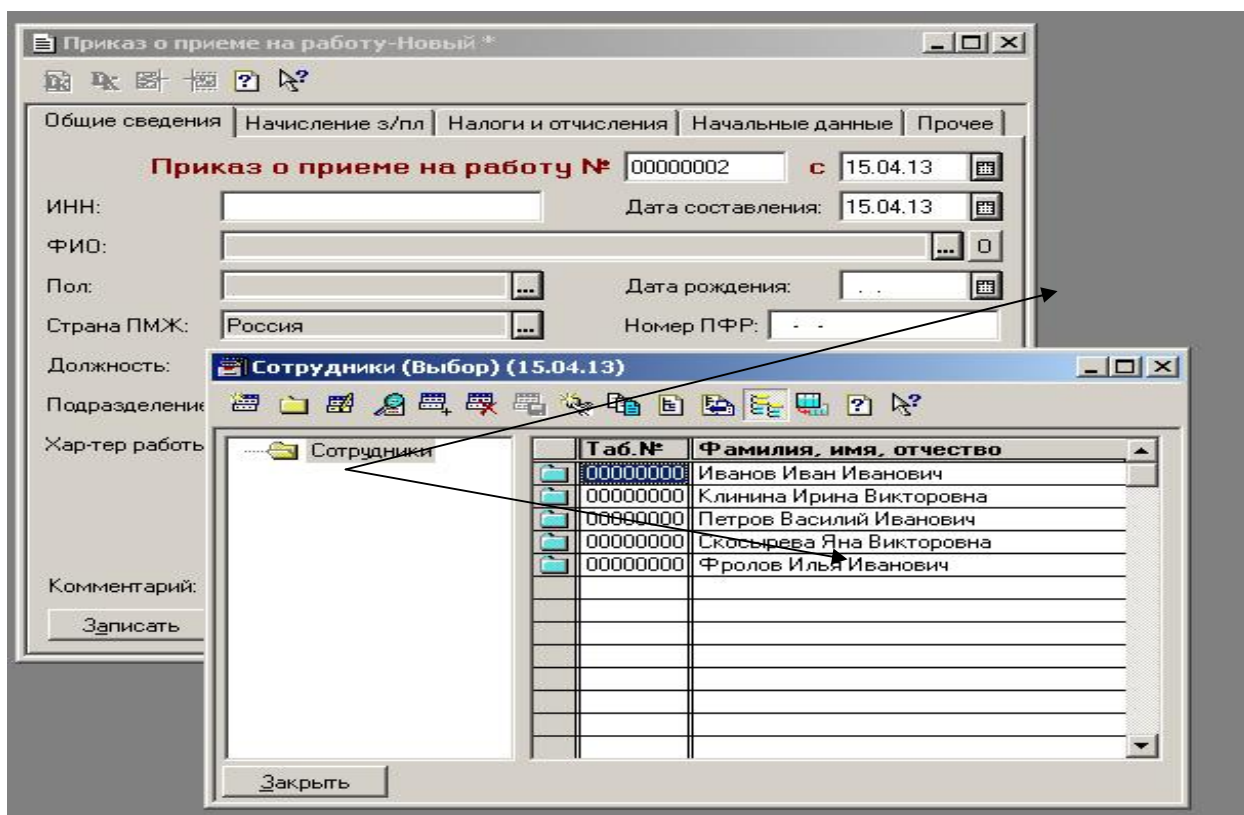 Приказ о приеме на работу-Новый *
Общие сведения Начисление з/пл Налоги и отчисления Начальные данные Прочее
Приказ о приеме на работу № 00000002 с 15.04.13
ИНН: Дата составления: 15.04.13
ФИО: ... О
Пол: ... Дата рождения: . .
Страна ПМЖ: Россия ... Номер ПФР: - -
Должность:
Подразделение
Хар-тер работы
Комментарий:
Записать
Сотрудники (Выбор) (15.04.13)
Сотрудники
Таб.№ Фамилия, имя, отчество
00000000 Иванов Иван Иванович
00000000 Клинина Ирина Викторовна
00000000 Петров Василий Иванович
00000000 Скосырева Яна Викторовна
00000000 Фролов Илья Иванович
Закрыть